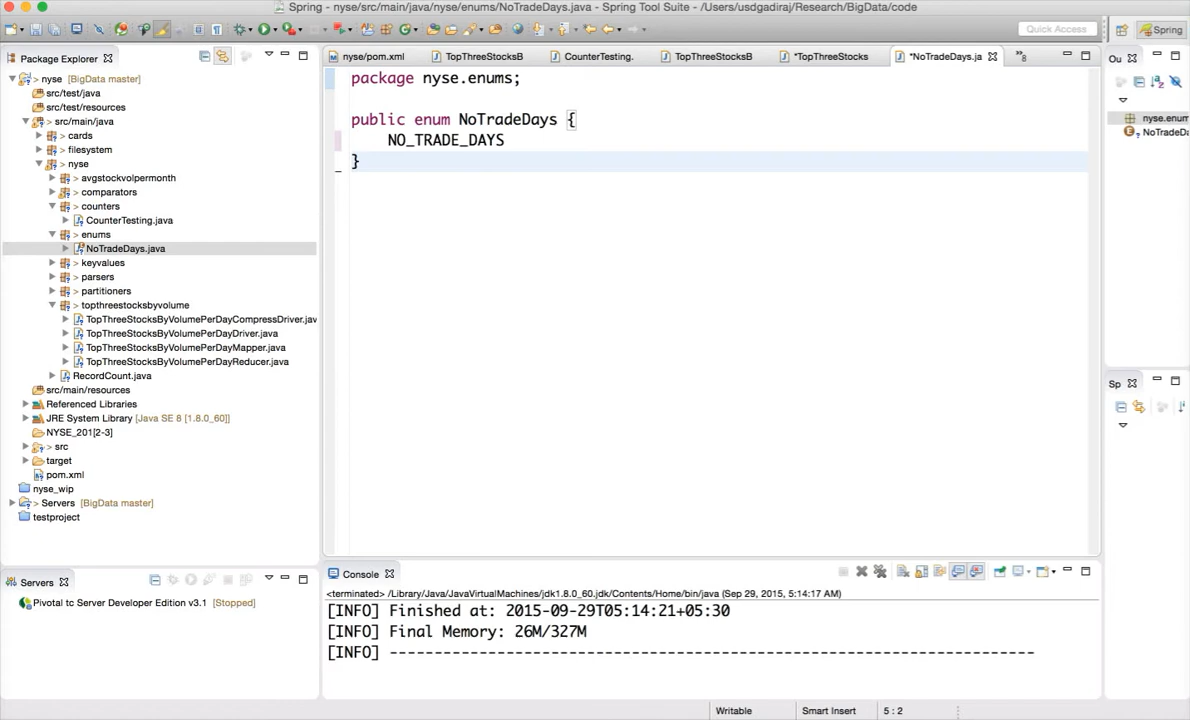 Spring - nyse/src/main/java/nyse/enums/NoTradeDays.java - Spring Tool Suite - /Users/usdgadiraj/Research/BigData/code
Quick Access
Spring
Package Explorer
nyse/pom.xml
TopThreeStocksB
CounterTesting.
TopThreeStocksB
*TopThreeStocks
*NoTradeDays.ja
»8
Ou
nyse [BigData master]
src/test/java
src/test/resources
src/main/java
> cards
> filesystem
> nyse
> avgstockvolpermonth
> comparators
> counters
CounterTesting.java
> enums
NoTradeDays.java
> keyvalues
> parsers
> partitioners
> topthreestocksbyvolume
TopThreeStocksByVolumePerDayCompressDriver.jav
TopThreeStocksByVolumePerDayDriver.java
TopThreeStocksByVolumePerDayMapper.java
TopThreeStocksByVolumePerDayReducer.java
RecordCount.java
src/main/resources
Referenced Libraries
JRE System Library [Java SE 8 [1.8.0_60]]
NYSE_201[2-3]
> src
target
pom.xml
nyse_wip
> Servers [BigData master]
testproject
package nyse.enums;
public enum NoTradeDays {
NO_TRADE_DAYS
}
nyse.enum
NoTradeDa
Sp
Servers
Pivotal tc Server Developer Edition v3.1 [Stopped]
Console
<terminated> /Library/Java/JavaVirtualMachines/jdk1.8.0_60.jdk/Contents/Home/bin/java (Sep 29, 2015, 5:14:17 AM)
[INFO] Finished at: 2015-09-29T05:14:21+05:30
[INFO] Final Memory: 26M/327M
[INFO] ------------------------------------------------------------------------
Writable
Smart Insert
5 : 2